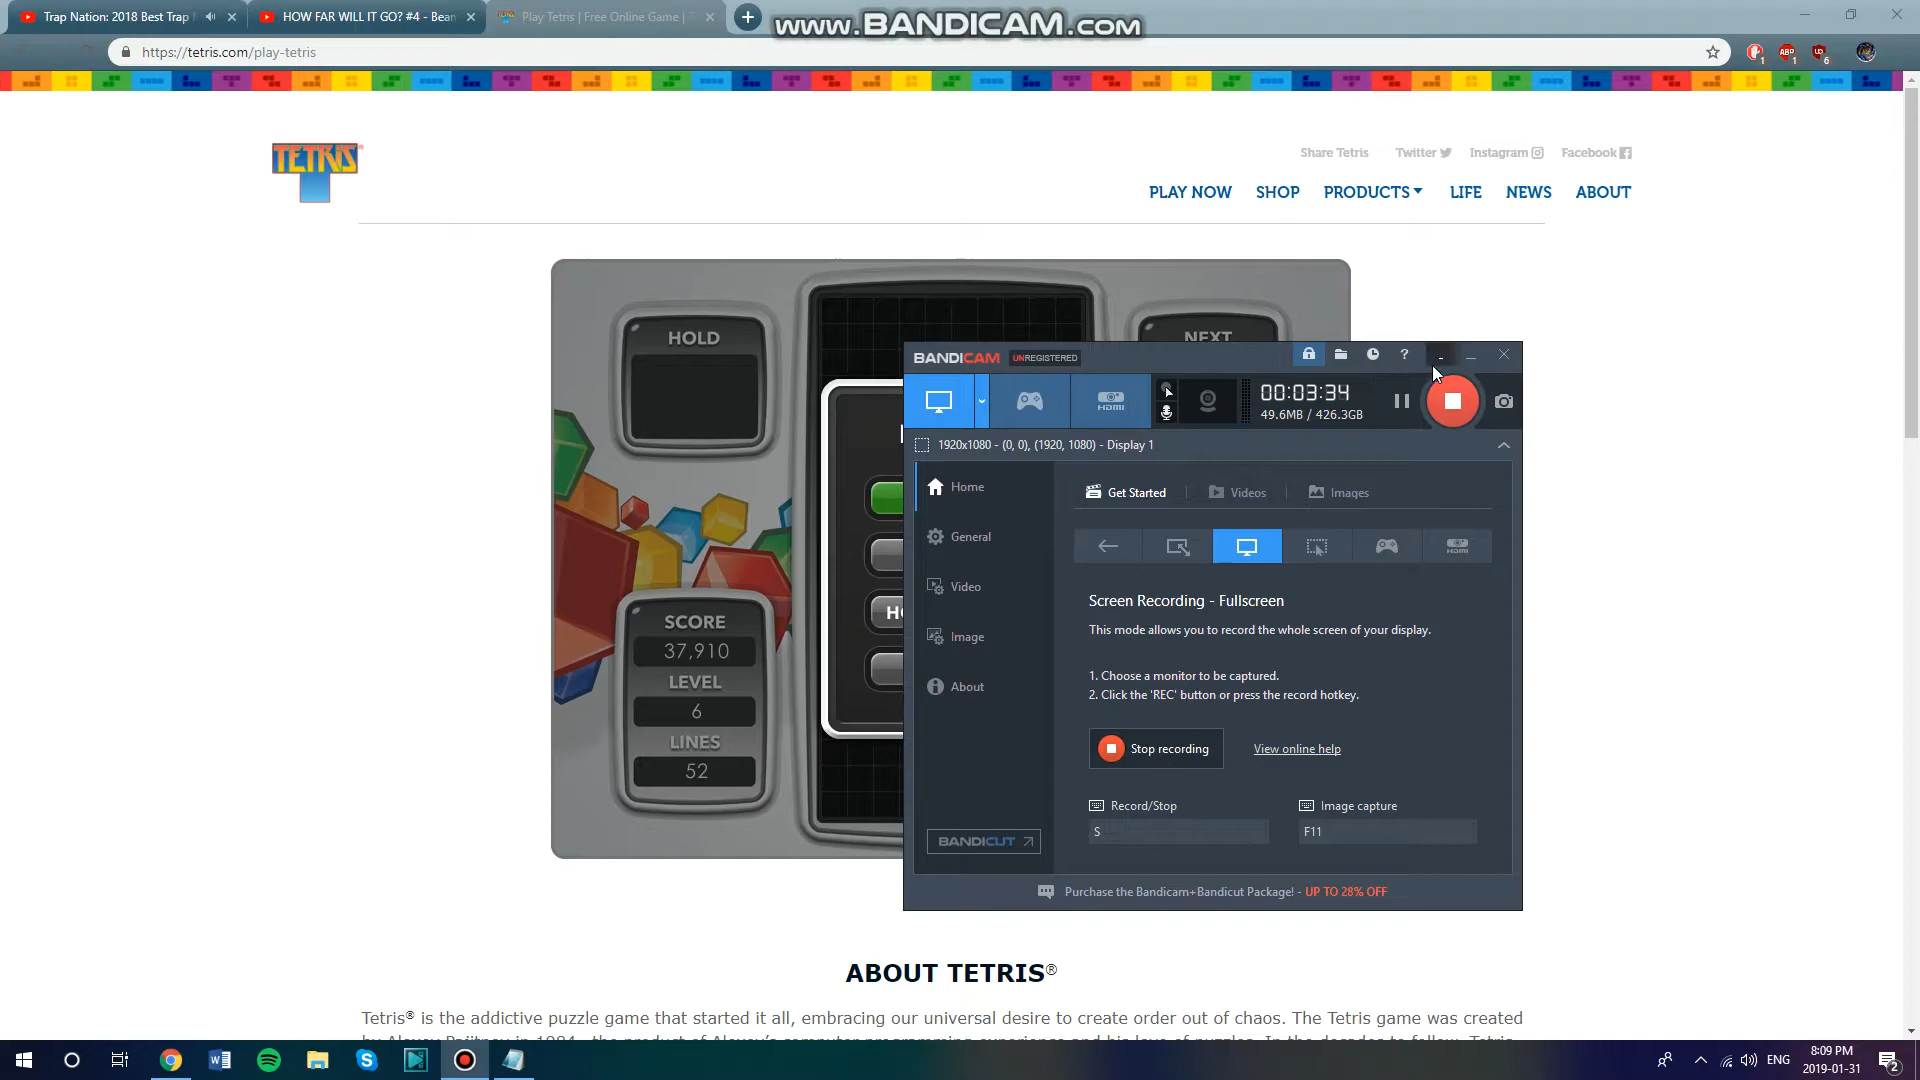 Trap Nation: 2018 Best Trap
HOW FAR WILL IT GO? #4 - Bean
Play Tetris | Free Online Game |
www.BANDICAM.com
https://tetris.com/play-tetris
ABP
1
1
6
TETRIS
Share Tetris
Twitter
Instagram
Facebook
PLAY NOW
SHOP
PRODUCTS
LIFE
NEWS
ABOUT
HOLD
NEXT
SCORE
37,910
LEVEL
6
LINES
52
BANDICAM
UNREGISTERED
?
HDMI
00:03:34
49.6MB / 426.3GB
1920x1080 - (0, 0), (1920, 1080) - Display 1
Home
General
Video
Image
About
BANDICUT
Get Started
Videos
Images
HDMI
Screen Recording - Fullscreen
This mode allows you to record the whole screen of your display.
1. Choose a monitor to be captured.
2. Click the 'REC' button or press the record hotkey.
Stop recording
View online help
Record/Stop
Image capture
S
F11
Purchase the Bandicam+Bandicut Package! - UP TO 28% OFF
ABOUT TETRIS®
Tetris® is the addictive puzzle game that started it all, embracing our universal desire to create order out of chaos. The Tetris game was created
ENG
8:09 PM
2019-01-31
2